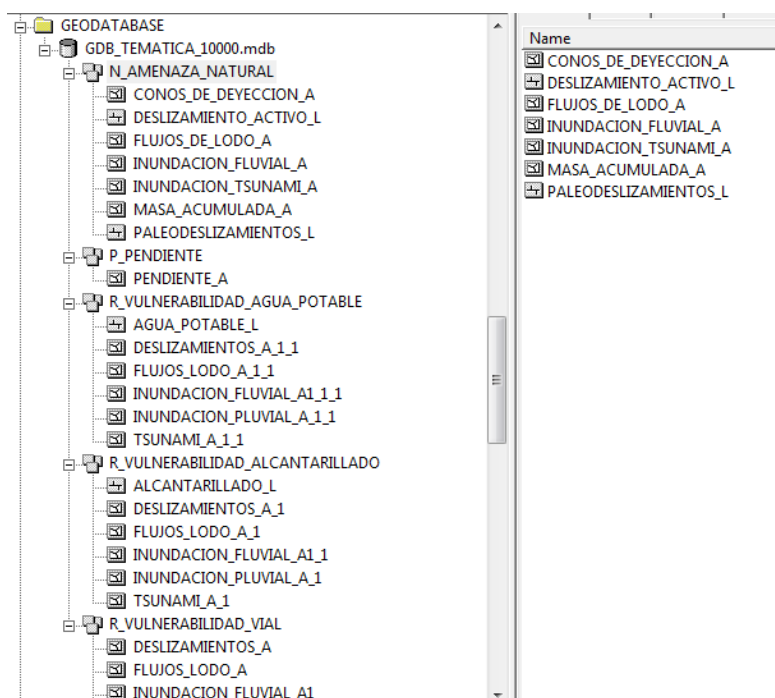 GEODATABASE
GDB_TEMATICA_10000.mdb
N_AMENAZA_NATURAL
CONOS_DE_DEYECCION_A
DESLIZAMIENTO_ACTIVO_L
FLUJOS_DE_LODO_A
INUNDACION_FLUVIAL_A
INUNDACION_TSUNAMI_A
MASA_ACUMULADA_A
PALEODESLIZAMIENTOS_L
P_PENDIENTE
PENDIENTE_A
R_VULNERABILIDAD_AGUA_POTABLE
AGUA_POTABLE_L
DESLIZAMIENTOS_A_1_1
FLUJOS_LODO_A_1_1
INUNDACION_FLUVIAL_A1_1_1
INUNDACION_PLUVIAL_A_1_1
TSUNAMI_A_1_1
R_VULNERABILIDAD_ALCANTARILLADO
ALCANTARILLADO_L
DESLIZAMIENTOS_A_1
FLUJOS_LODO_A_1
INUNDACION_FLUVIAL_A1_1
INUNDACION_PLUVIAL_A_1
TSUNAMI_A_1
R_VULNERABILIDAD_VIAL
DESLIZAMIENTOS_A
FLUJOS_LODO_A
INUNDACION_FLUVIAL_A1
Name
CONOS_DE_DEYECCION_A
DESLIZAMIENTO_ACTIVO_L
FLUJOS_DE_LODO_A
INUNDACION_FLUVIAL_A
INUNDACION_TSUNAMI_A
MASA_ACUMULADA_A
PALEODESLIZAMIENTOS_L